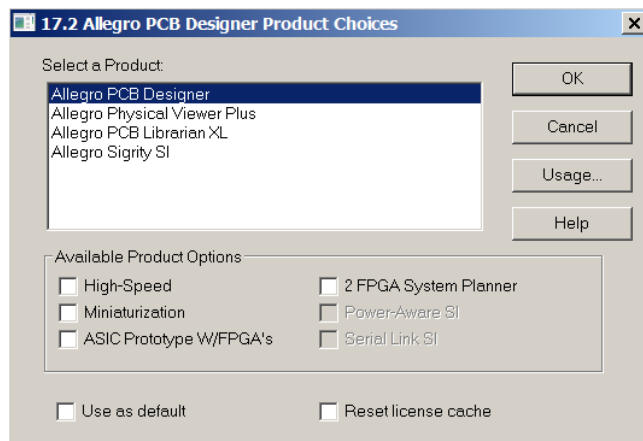 17.2 Allegro PCB Designer Product Choices
Select a Product:
Allegro PCB Designer
Allegro Physical Viewer Plus
Allegro PCB Librarian XL
Allegro Sigrity SI
OK
Cancel
Usage...
Help
Available Product Options
High-Speed
2 FPGA System Planner
Miniaturization
Power-Aware SI
ASIC Prototype W/FPGA's
Serial Link SI
Use as default
Reset license cache